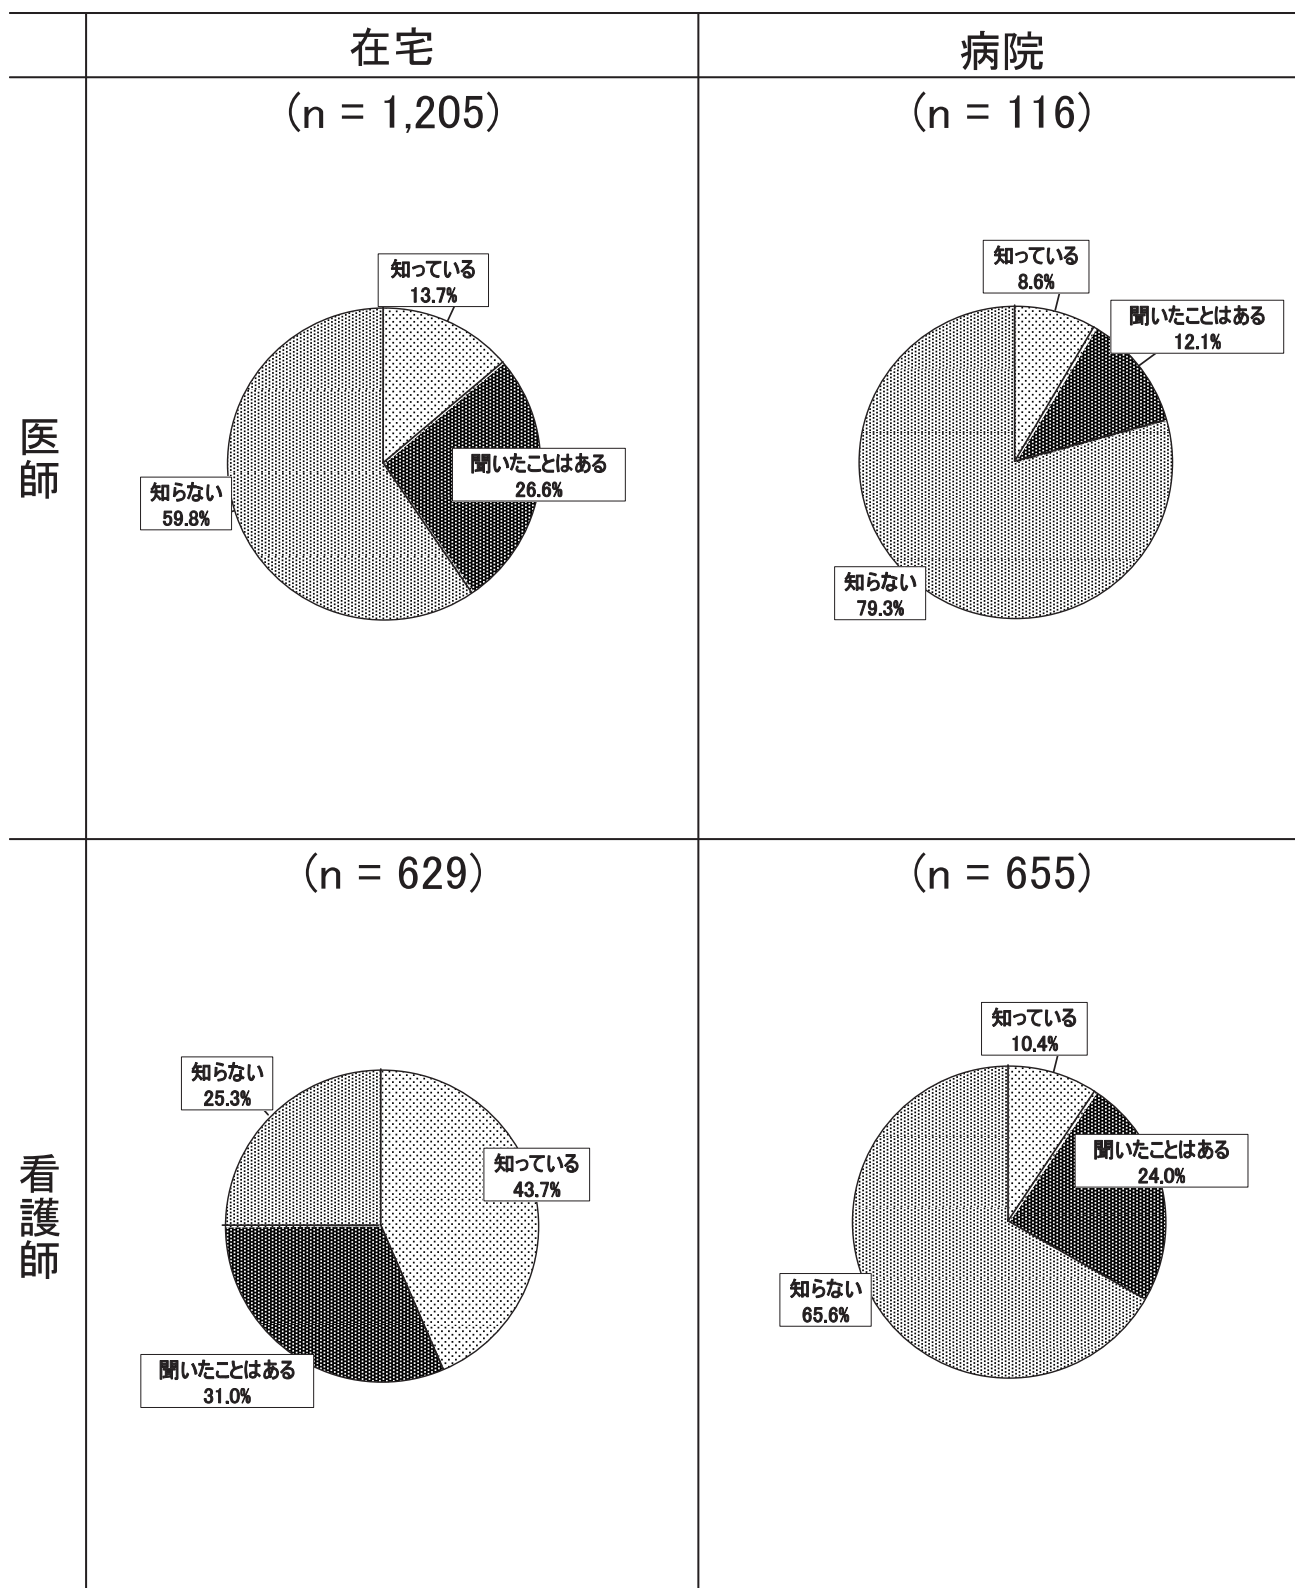 在宅
病院
医師
(n = 1,205)
知っている
13.7%
聞いたことはある
26.6%
知らない
59.8%
(n = 116)
知っている
8.6%
聞いたことはある
12.1%
知らない
79.3%
看護師
(n = 629)
知らない
25.3%
知っている
43.7%
聞いたことはある
31.0%
(n = 655)
知っている
10.4%
聞いたことはある
24.0%
知らない
65.6%